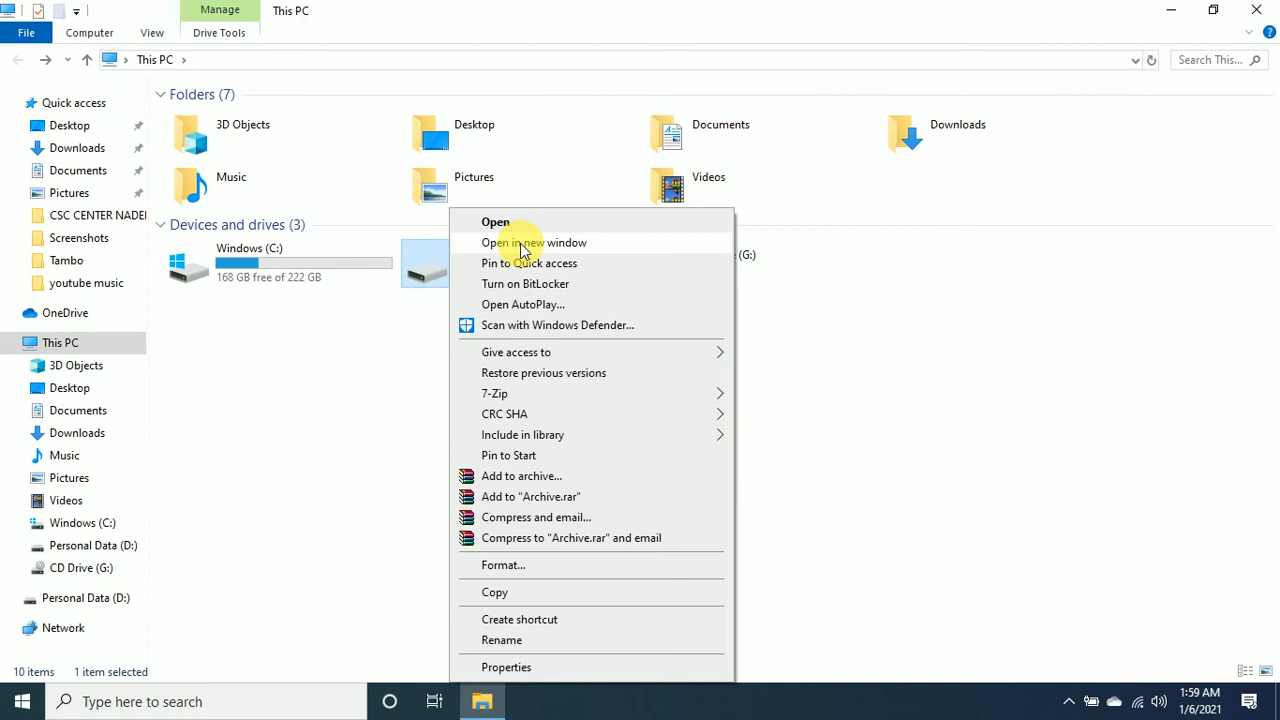 Manage
This PC
File
Computer
View
Drive Tools
This PC
Search This...
Quick access
Desktop
Downloads
Documents
Pictures
CSC CENTER NADE
Screenshots
Tambo
youtube music
OneDrive
This PC
3D Objects
Desktop
Documents
Downloads
Music
Pictures
Videos
Windows (C:)
Personal Data (D:)
CD Drive (G:)
Personal Data (D:)
Network
Folders (7)
3D Objects
Desktop
Documents
Downloads
Music
Pictures
Videos
Devices and drives (3)
Windows (C:)
168 GB free of 222 GB
(G:)
Open
Open in new window
Pin to Quick access
Turn on BitLocker
Open AutoPlay...
Scan with Windows Defender...
Give access to
Restore previous versions
7-Zip
CRC SHA
Include in library
Pin to Start
Add to archive...
Add to "Archive.rar"
Compress and email...
Compress to "Archive.rar" and email
Format...
Copy
Create shortcut
Rename
Properties
10 items
1 item selected
Type here to search
1:59 AM
1/6/2021